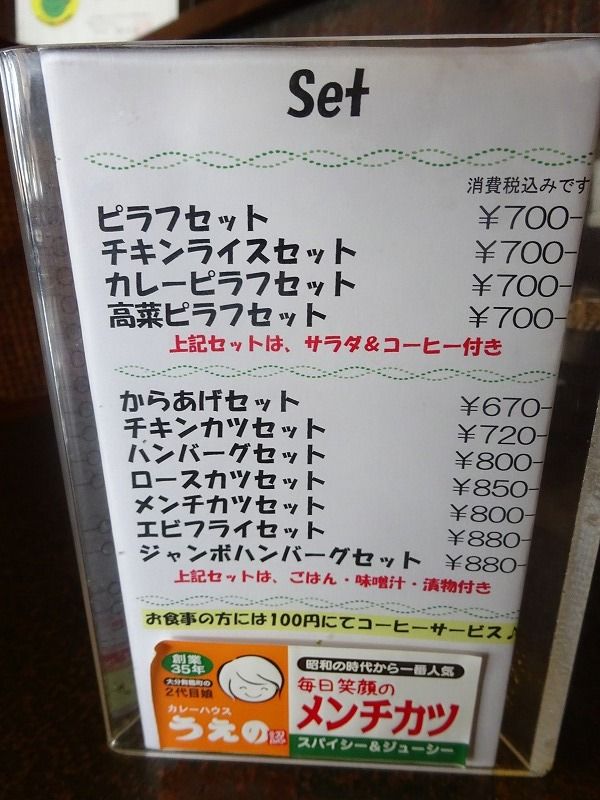 Set
消費税込みです
ピラフセット ¥700-
チキンライスセット ¥700-
カレーピラフセット ¥700-
高菜ピラフセット ¥700-
上記セットは、サラダ&コーヒー付き
からあげセット ¥670-
チキンカツセット ¥720-
ハンバーグセット ¥800-
ロースカツセット ¥850-
メンチカツセット ¥800-
エビフライセット ¥880-
ジャンボハンバーグセット ¥880-
上記セットは、ごはん・味噌汁・漬物付き
お食事の方には100円にてコーヒーサービス♪
創業
35年
2代目娘
カレーハウス
うえの
昭和の時代から一番人気
毎日笑顔の
メンチカツ
スパイシー&ジューシー